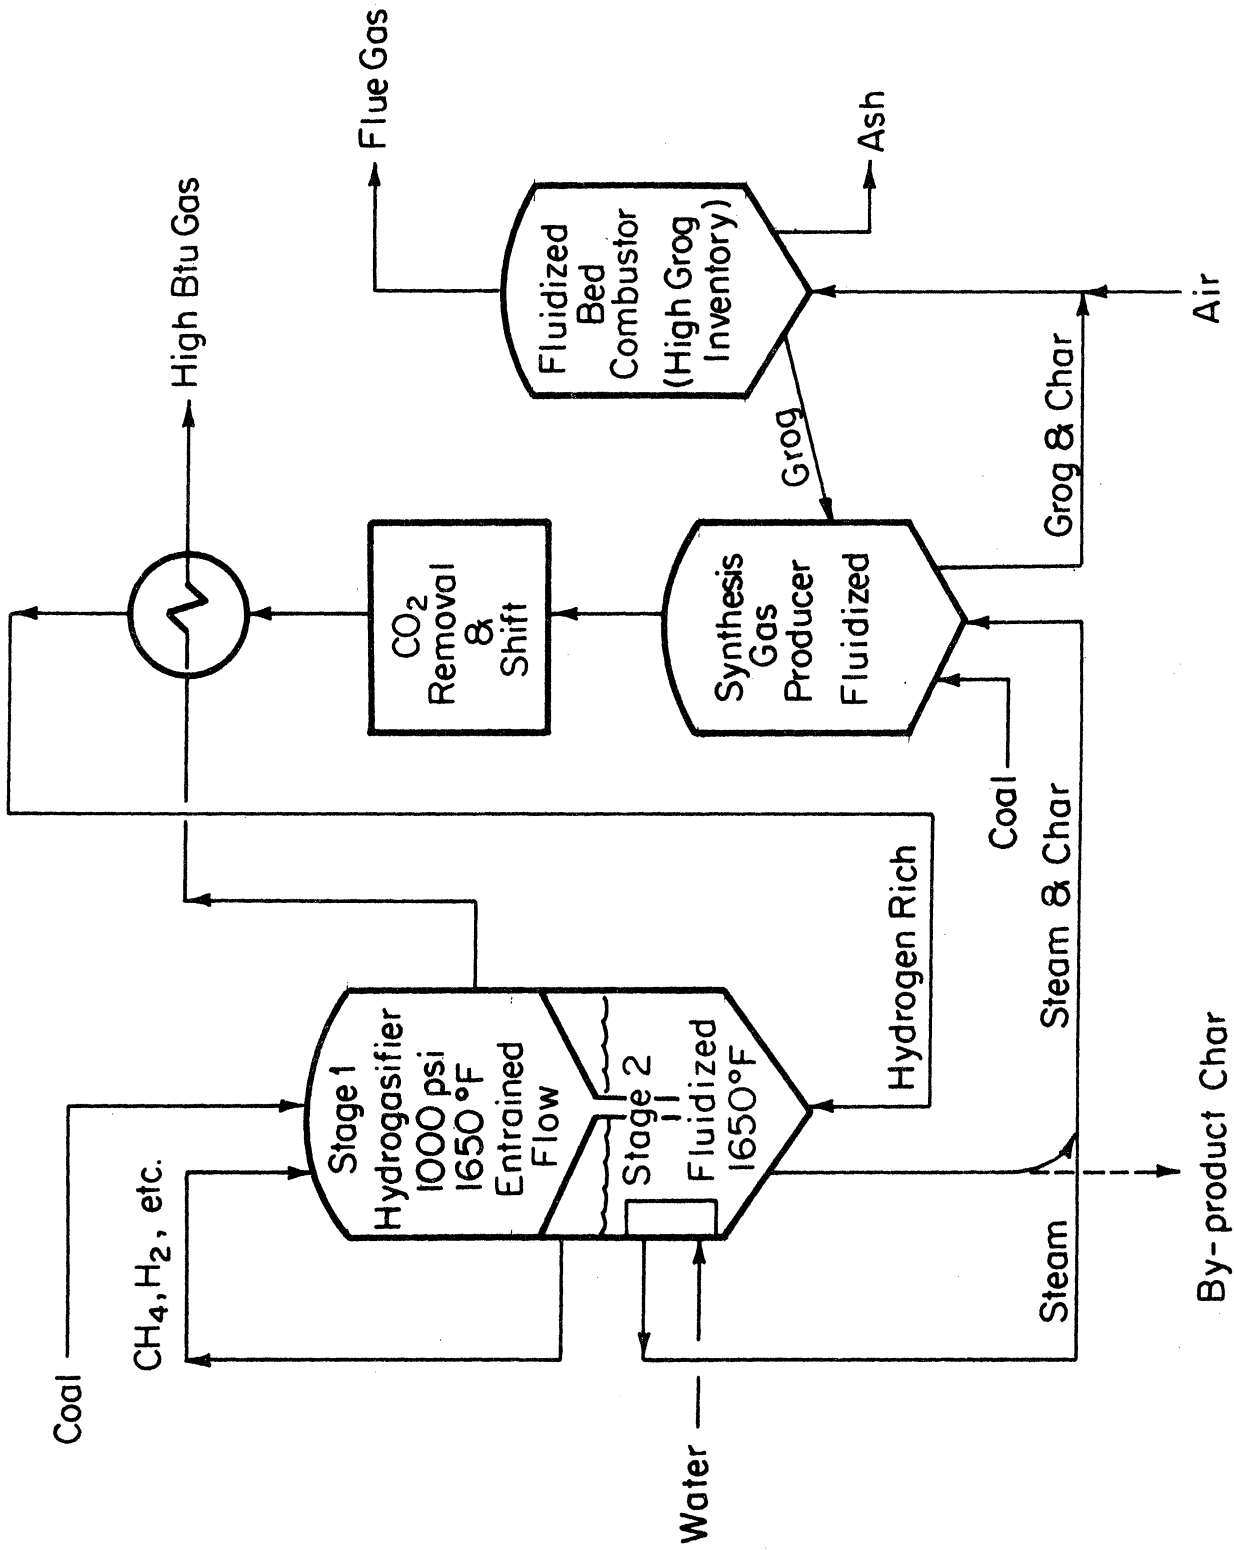 Coal
CH4, H2, etc.
Stage 1
Hydrogasifier
1000 psi
1650 °F
Entrained
Flow
Stage 2
Fluidized
1650°F
Water
Steam
By-product Char
Steam & Char
Hydrogen Rich
High Btu Gas
CO2
Removal
&
Shift
Synthesis
Gas
Producer
Fluidized
Coal
Grog
Grog & Char
Flue Gas
Fluidized
Bed
Combustor
(High Grog
Inventory)
Ash
Air